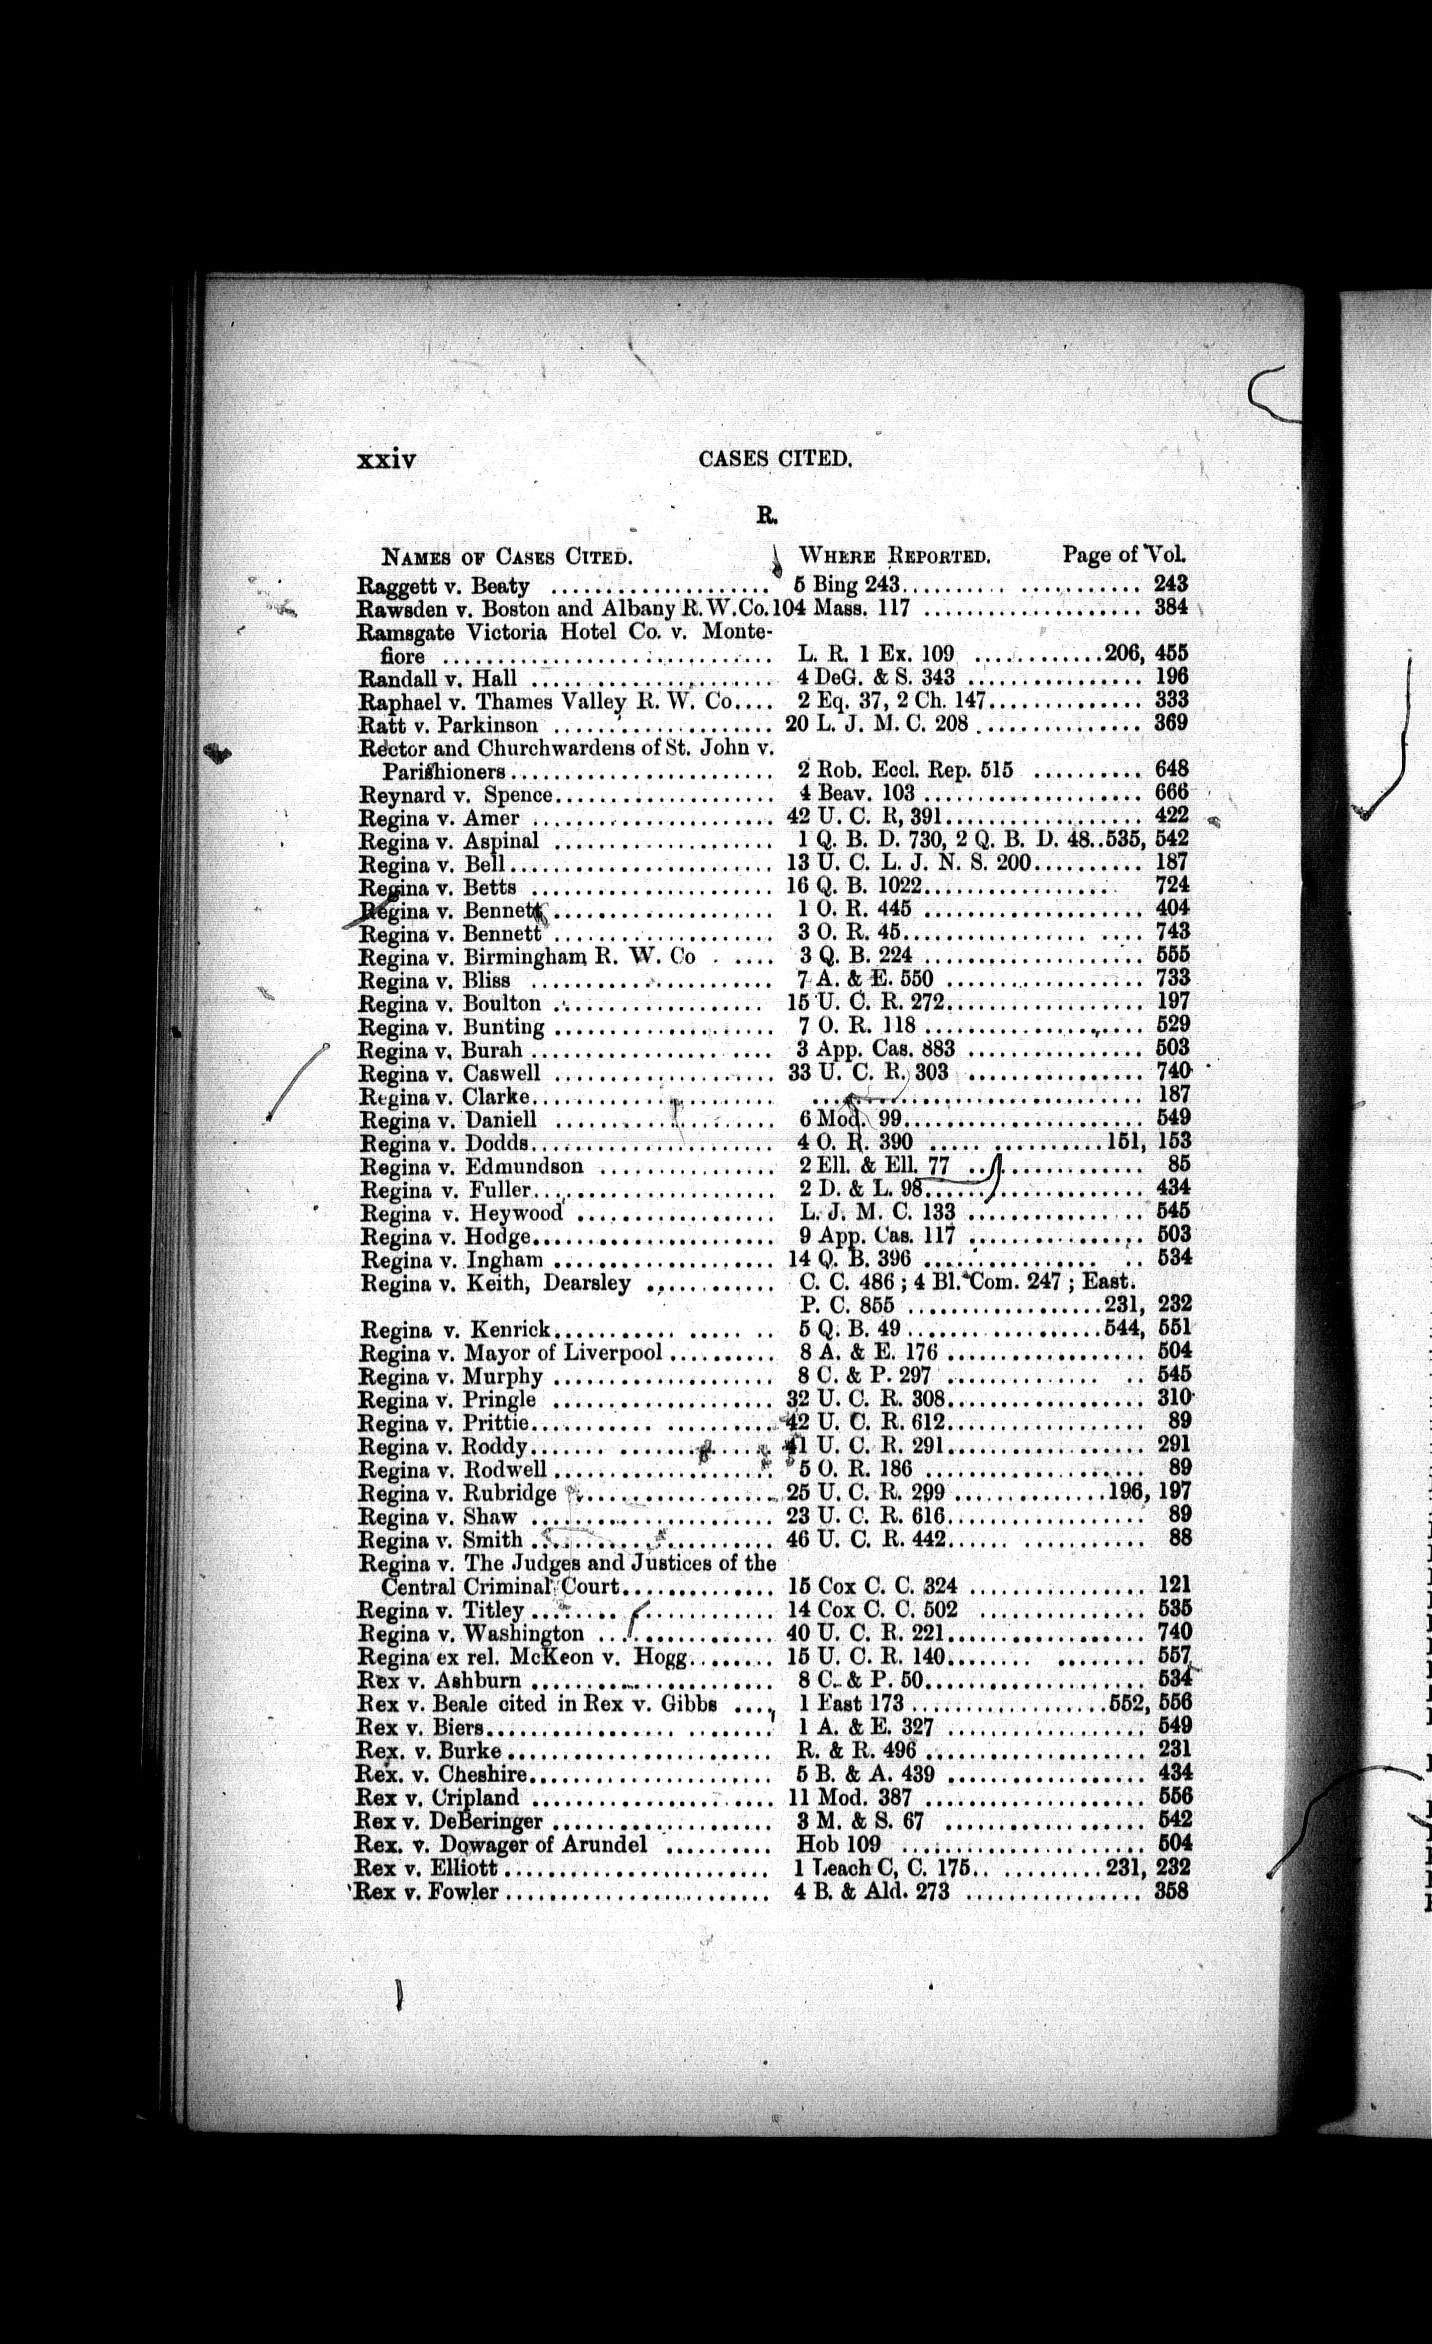 xxiv CASES CITED.
R.
NAMES OF CASES CITED. WHERE REPORTED. Page of Vol.
Raggett v. Beaty .................... 5 Bing 243...................... 243
Rawsden v. Boston and Albany R.W.Co. 104 Mass. 117 .................... 384
Ramsgate Victoria Hotel Co. v. Monte-
fiore .............................. L. R. 1 Ex. 109 ............206, 455
Randall v. Hall ...................... 4 DeG. & S. 343 ................ 196
Raphael v. Thames Valley R. W. Co.... 2 Eq. 37, 2 Ch. 147.............. 333
Ratt v. Parkinson .................... 20 L. J. M. C. 208 ............... 369
Rector and Churchwardens of St. John v.
Parishioners........................ 2 Rob. Eccl. Rep. 515 .......... 648
Reynard v. Spence.................... 4 Beav. 103 .................... 666
Regina v. Amer ...................... 42 U. C. R, 391.................. 422
Regina v. Aspinal .................... 1 Q. B. D. 730, 2 Q. B. D. 48..535, 542
Regina v. Bell........................ 13 U. C. L. J. N. S. 200.......... 187
Regina v. Betts ...................... 16 Q. B. 1022................. 724
Regina v. Bennett .................... 1 O. R. 445 .................... 404
Regina v. Bennett .................... 3 O. R. 45...................... 743
Regina v. Birmingham R. W. Co . .... 3 Q. B. 224 .................... 555
Regina v. Bliss ...................... 7 A. & E. 550 .................. 733
Regina v. Boulton .................... 15 U. C. R. 272.................. 197
Regina v. Bunting .................... 7 O. R. 118 .................... 529
Regina v. Burah ...................... 3 App. Cas. 883 ................ 503
Regina v. Caswell .................... 33 U. C. R. 303 ................ 740
Regina v. Clarke...................... .............................. 187
Regina v. Daniell .................... 6 Mod. 99...................... 549
Regina v. Dodds...................... 4 O. R. 390 ..... ..........151, 153
Regina v. Edmundson ................ 2 Ell. & Ell. 77 ................ 85
Regina v. Fuller...................... 2 D. & L. 98.................... 434
Regina v. Heywood .................. L. J. M. C. 133 ................ 545
Regina v. Hodge...................... 9 App. Cas. 117 ................ 503
Regina v. Ingham .................... 14 Q. B. 396 ................ .. 534
Regina v. Keith, Dearsley ............ C. C. 486 ; 4 Bl. Com. 247 ; East.
P. C. 855 ..................231, 232
Regina v. Kenrick........... ...... .. 5 Q. B. 49..................544, 551
Regina v. Mayor of Liverpool .......... 8 A. & E. 176 .................. 504
Regina v. Murphy .................... 8 C. & P. 297 .............. .. 545
Regina v. Pringle .................... 32 U. C. R. 308.................. 310
Regina v. Prittie...................... 42 U. C. R. 612.................. 89
Regina v. Roddy....... .............. 41 U. C. R. 291.................. 291
Regina v. Rodwell .................... 5 O. R. 186 .................... 89
Regina v. Rubridge .................. 25 U. C. R. 299 ..............196, 197
Regina v. Shaw ...................... 23 U. C. R. 616.................. 89
Regina v. Smith ...................... 46 U. C. R. 442...... ........... 88
Regina v. The Judges and Justices of the
Central Criminal Court.............. 15 Cox C. C. 324 ................ 121
Regina v. Titley ........ ............ 14 Cox C. C. 502 ............... 535
Regina v. Washington ................ 40 U. C. R. 221.................. 740
Regina ex rel. McKeon v. Hogg........ 15 U. C. R. 140........ ........ 557
Rex v. Ashburn ...................... 8 C. & P. 50.................... 534
Rex v. Beale cited in Rex v. Gibbs .... 1 East 173 ..................552, 556
Rex v. Biers.......................... 1 A. & E. 327 .................. 549
Rex. v. Burke ........................ R. & R. 496 .................... 231
Rex. v. Cheshire...................... 5 B. & A. 439 .................. 434
Rex v. Cripland ...................... 11 Mod. 387 .................... 556
Rex v. DeBeringer .................... 3 M. & S. 67 .................. 542
Rex. v. Dowager of Arundel .......... Hob 109 ...................... 504
Rex v. Elliott ........................ 1 Leach C, C. 175.. ..........231, 232
Rex v. Fowler ........................ 4 B. & Ald. 273 ................ 358